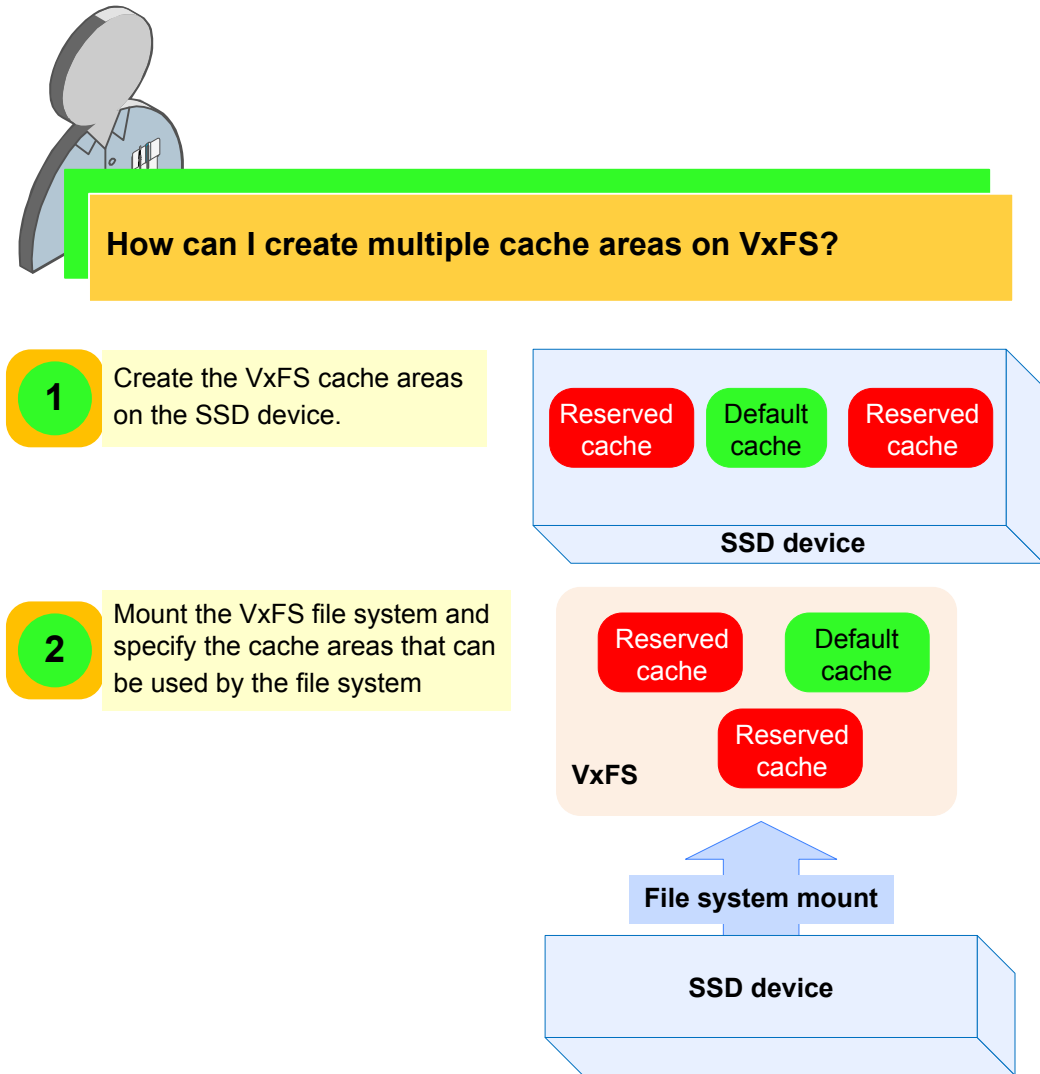 How can I create multiple cache areas on VxFS?
1
Create the VxFS cache areas
on the SSD device.
Reserved
cache
Default
cache
Reserved
cache
SSD device
2
Mount the VxFS file system and
specify the cache areas that can
be used by the file system
Reserved
cache
Default
cache
Reserved
cache
VxFS
File system mount
SSD device